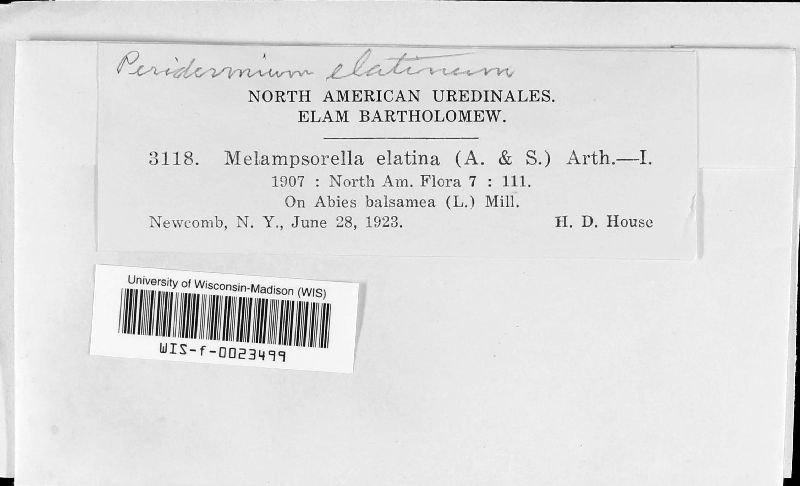 Peridermium elatinum
NORTH AMERICAN UREDINALES.
ELAM BARTHOLOMEW.
3118. Melampsorella elatina (A. & S.) Arth.—I.
1907 : North Am. Flora 7 : 111.
On Abies balsamea (L.) Mill.
Newcomb, N. Y., June 28, 1923. H. D. House
University of Wisconsin-Madison (WIS)
WIS-f-0023499